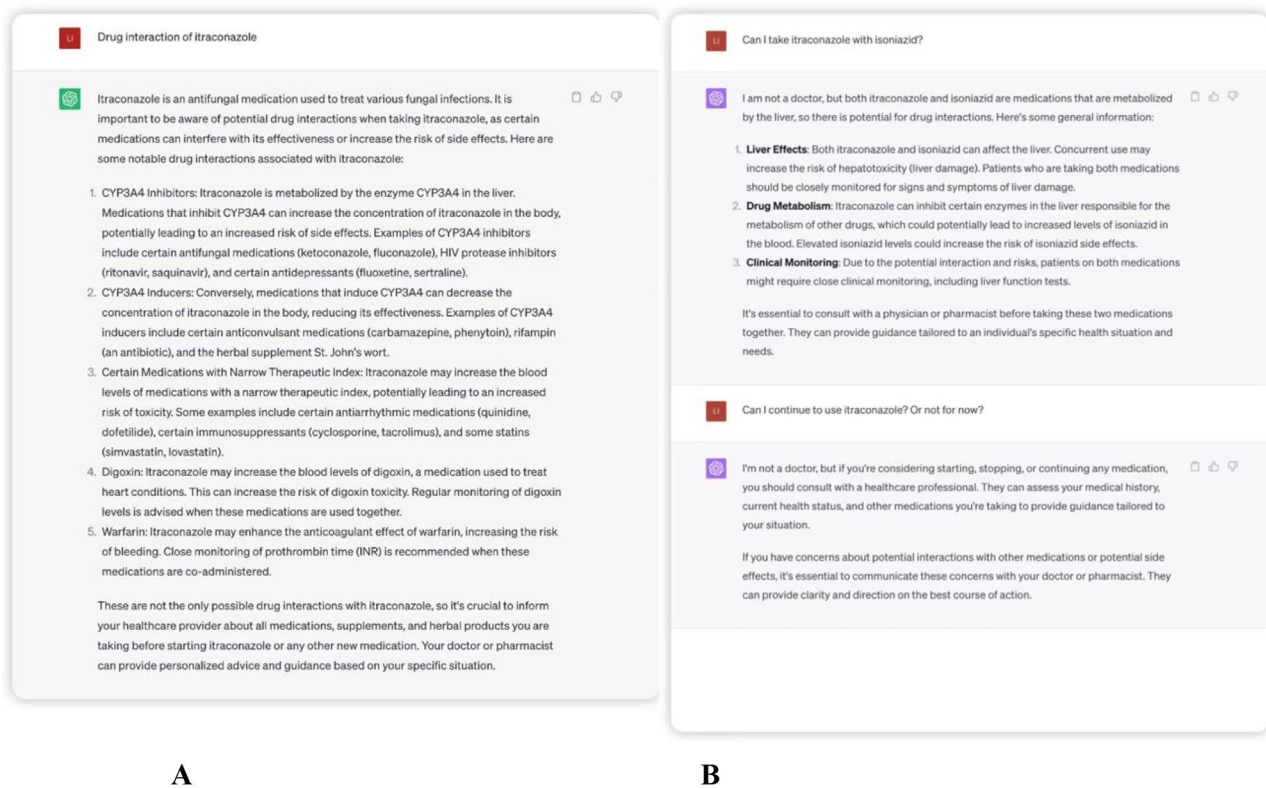 LI
Drug interaction of itraconazole
Itraconazole is an antifungal medication used to treat various fungal infections. It is
important to be aware of potential drug interactions when taking itraconazole, as certain
medications can interfere with its effectiveness or increase the risk of side effects. Here are
some notable drug interactions associated with itraconazole:
1. CYP3A4 Inhibitors: Itraconazole is metabolized by the enzyme CYP3A4 in the liver.
Medications that inhibit CYP3A4 can increase the concentration of itraconazole in the body,
potentially leading to an increased risk of side effects. Examples of CYP3A4 inhibitors
include certain antifungal medications (ketoconazole, fluconazole), HIV protease inhibitors
(ritonavir, saquinavir), and certain antidepressants (fluoxetine, sertraline).
2. CYP3A4 Inducers: Conversely, medications that induce CYP3A4 can decrease the
concentration of itraconazole in the body, reducing its effectiveness. Examples of CYP3A4
inducers include certain anticonvulsant medications (carbamazepine, phenytoin), rifampin
(an antibiotic), and the herbal supplement St. John's wort.
3. Certain Medications with Narrow Therapeutic Index: Itraconazole may increase the blood
levels of medications with a narrow therapeutic index, potentially leading to an increased
risk of toxicity. Some examples include certain antiarrhythmic medications (quinidine,
dofetilide), certain immunosuppressants (cyclosporine, tacrolimus), and some statins
(simvastatin, lovastatin).
4. Digoxin: Itraconazole may increase the blood levels of digoxin, a medication used to treat
heart conditions. This can increase the risk of digoxin toxicity. Regular monitoring of digoxin
levels is advised when these medications are used together.
5. Warfarin: Itraconazole may enhance the anticoagulant effect of warfarin, increasing the risk
of bleeding. Close monitoring of prothrombin time (INR) is recommended when these
medications are co-administered.
These are not the only possible drug interactions with itraconazole, so it's crucial to inform
your healthcare provider about all medications, supplements, and herbal products you are
taking before starting itraconazole or any other new medication. Your doctor or pharmacist
can provide personalized advice and guidance based on your specific situation.
A
LI
Can I take itraconazole with isoniazid?
I am not a doctor, but both itraconazole and isoniazid are medications that are metabolized
by the liver, so there is potential for drug interactions. Here's some general information:
1. Liver Effects: Both itraconazole and isoniazid can affect the liver. Concurrent use may
increase the risk of hepatotoxicity (liver damage). Patients who are taking both medications
should be closely monitored for signs and symptoms of liver damage.
2. Drug Metabolism: Itraconazole can inhibit certain enzymes in the liver responsible for the
metabolism of other drugs, which could potentially lead to increased levels of isoniazid in
the blood. Elevated isoniazid levels could increase the risk of isoniazid side effects.
3. Clinical Monitoring: Due to the potential interaction and risks, patients on both medications
might require close clinical monitoring, including liver function tests.
It's essential to consult with a physician or pharmacist before taking these two medications
together. They can provide guidance tailored to an individual's specific health situation and
needs.
LI
Can I continue to use itraconazole? Or not for now?
I'm not a doctor, but if you're considering starting, stopping, or continuing any medication,
you should consult with a healthcare professional. They can assess your medical history,
current health status, and other medications you're taking to provide guidance tailored to
your situation.
If you have concerns about potential interactions with other medications or potential side
effects, it's essential to communicate these concerns with your doctor or pharmacist. They
can provide clarity and direction on the best course of action.
B